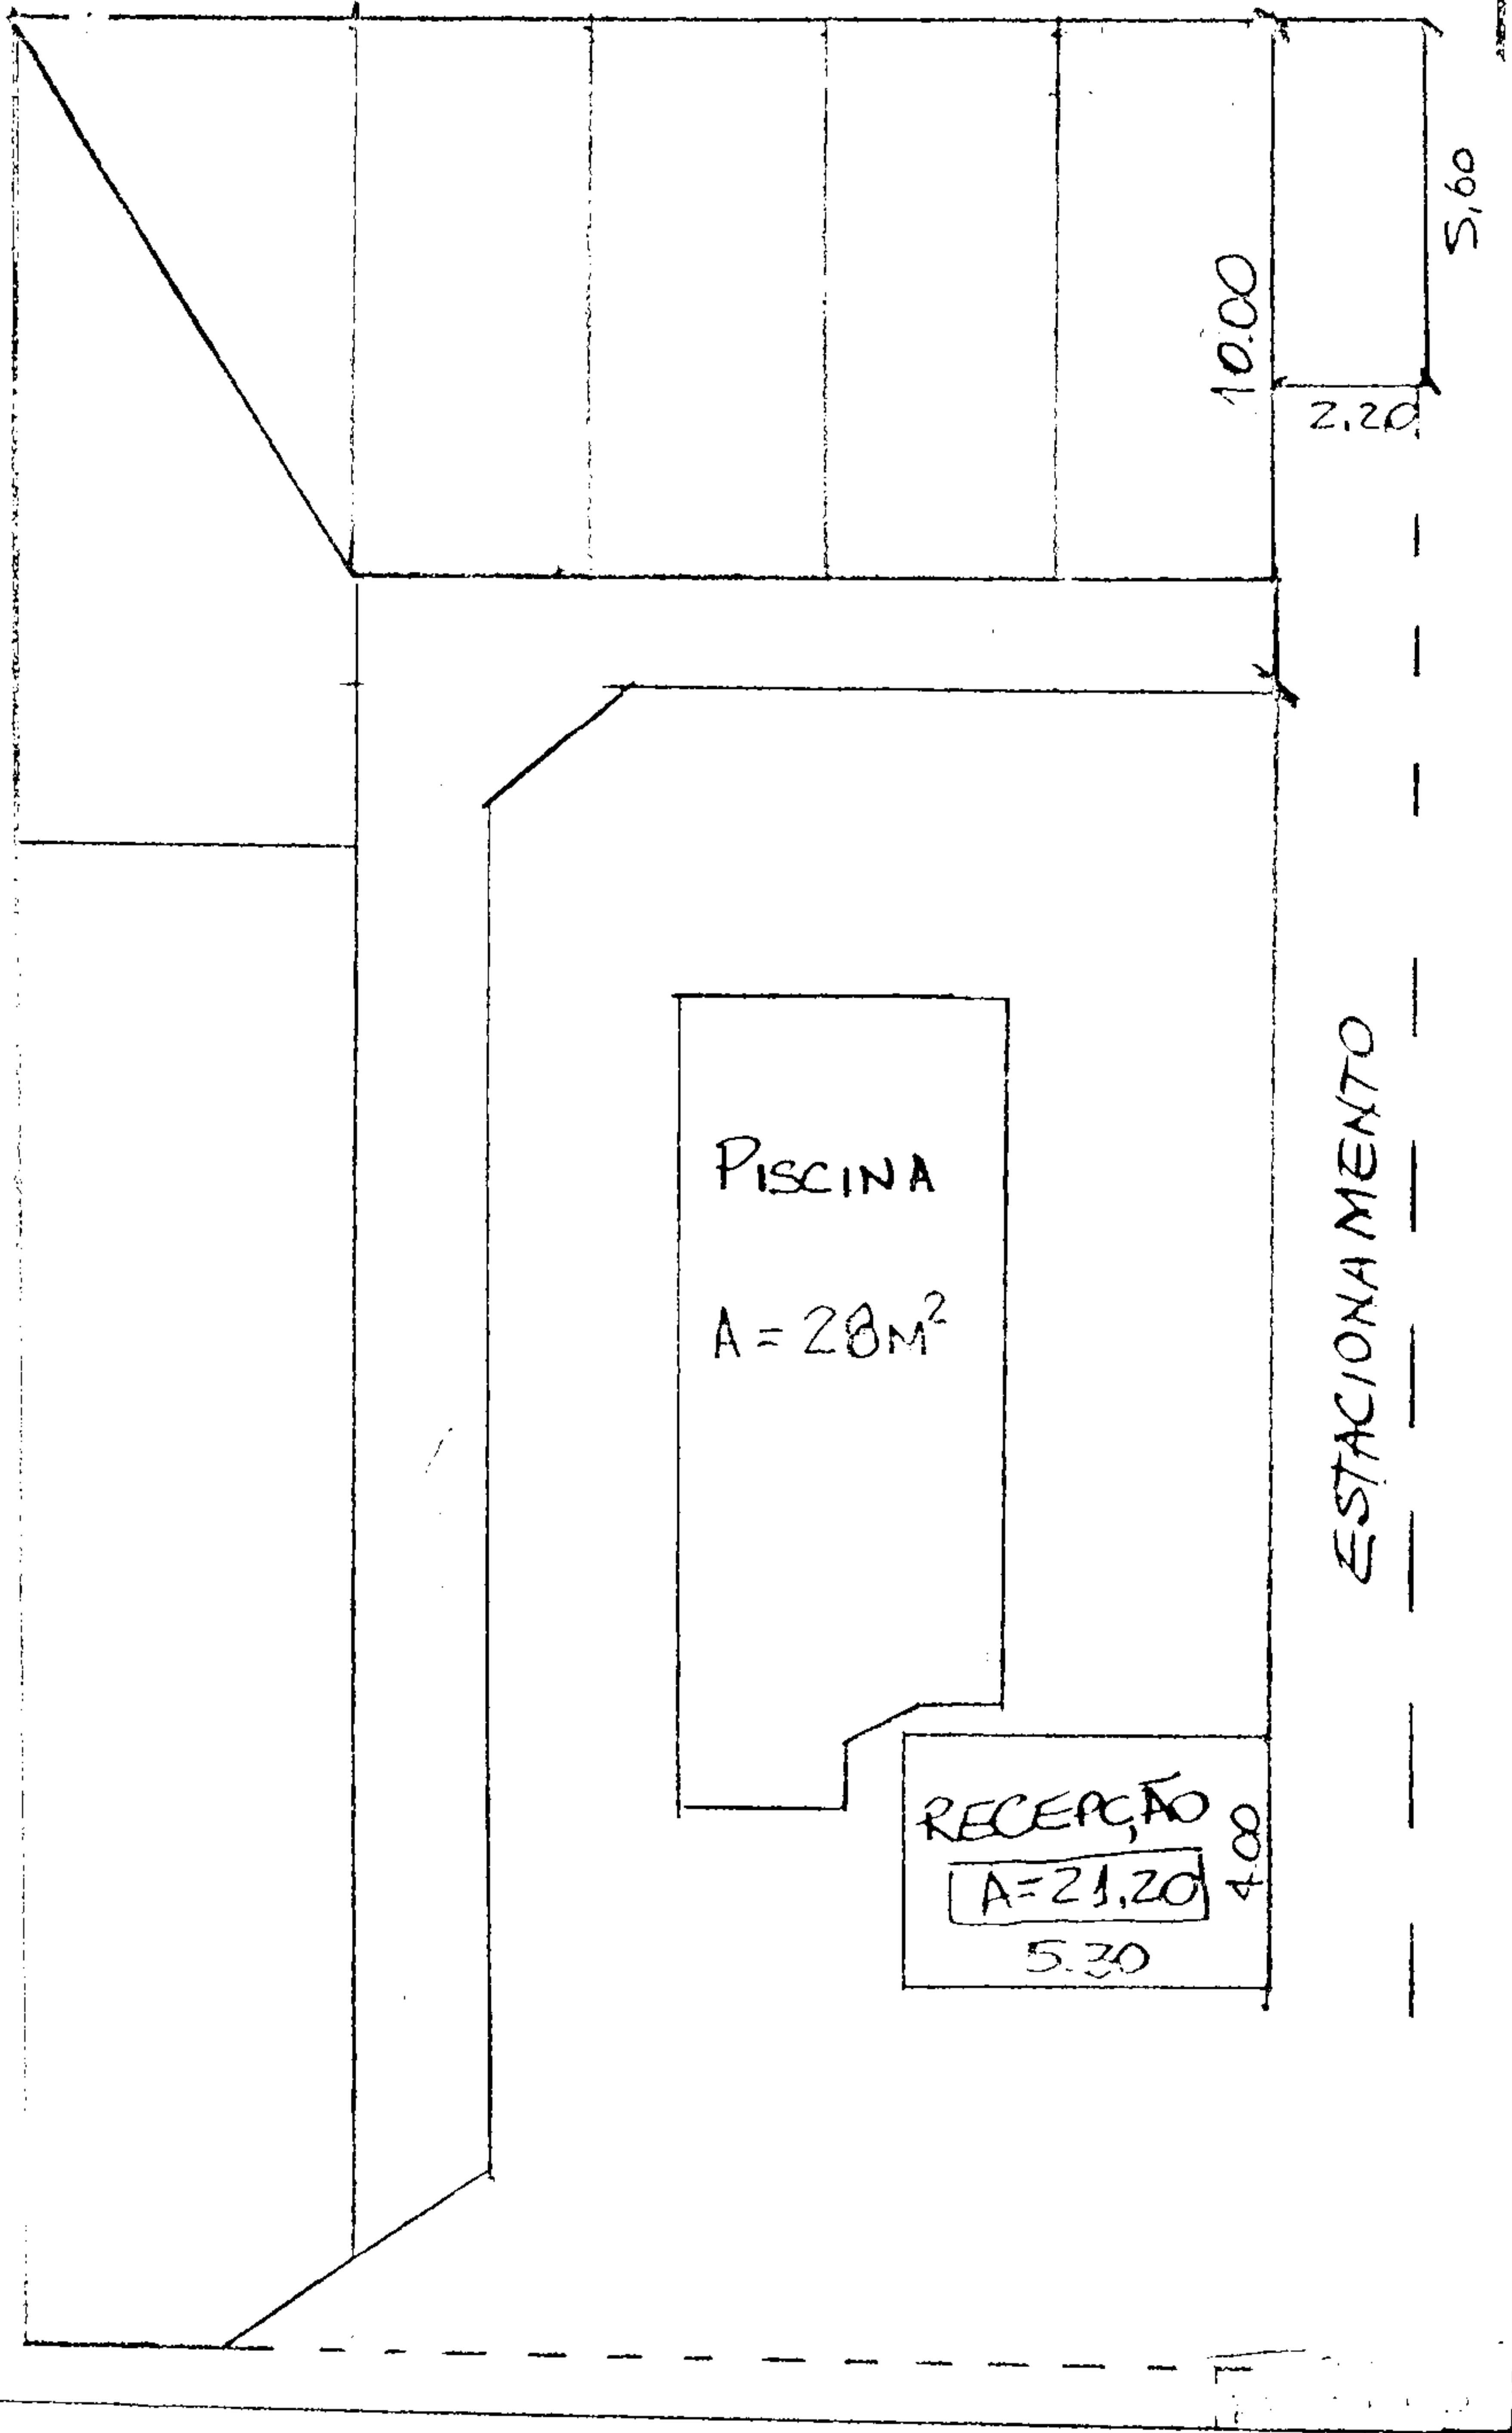 5,60
10.00
2.20
PISCINA
A = 28M²
ESTACIONAMENTO
RECEPÇÃO
4.00
A=21.20
5.30